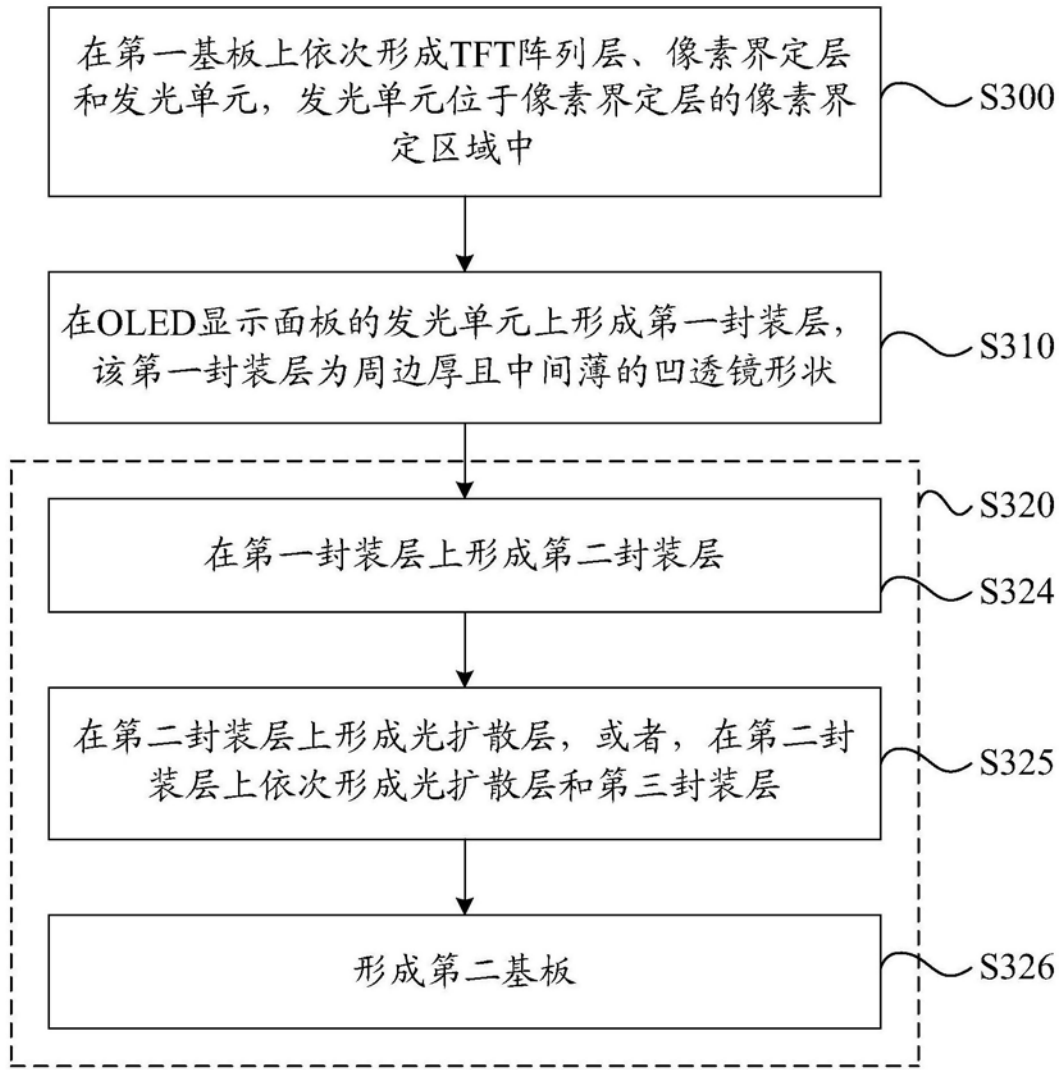 在第一基板上依次形成TFT阵列层、像素界定层
和发光单元，发光单元位于像素界定层的像素界
定区域中
S300
在OLED显示面板的发光单元上形成第一封装层，
该第一封装层为周边厚且中间薄的凹透镜形状
S310
S320
在第一封装层上形成第二封装层
S324
在第二封装层上形成光扩散层，或者，在第二封
装层上依次形成光扩散层和第三封装层
S325
形成第二基板
S326